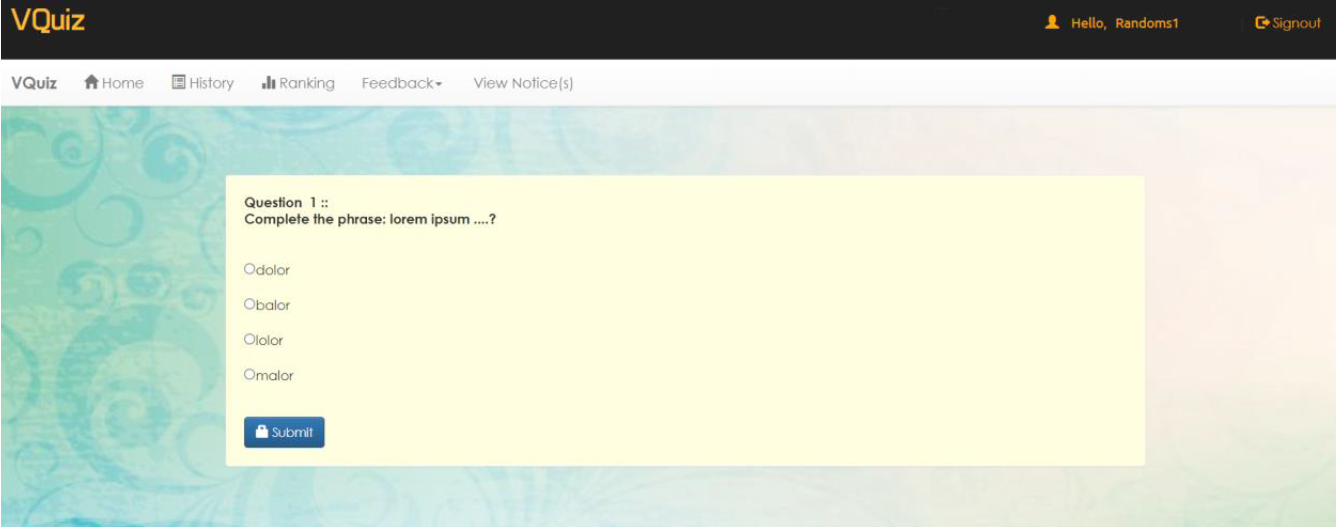 VQuiz
Hello, Randoms1
Signout
VQuiz Home History Ranking Feedback View Notice(s)
Question 1 ::
Complete the phrase: lorem ipsum ....?
dolor
balor
lolor
malor
Submit